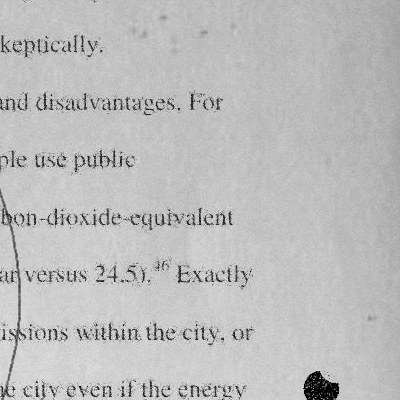 keptically.
and disadvantages. For
ple use public
bon-dioxide-equivalent
ar versus 24.5).46 Exactly
issions within the city, or
e city even if the energy